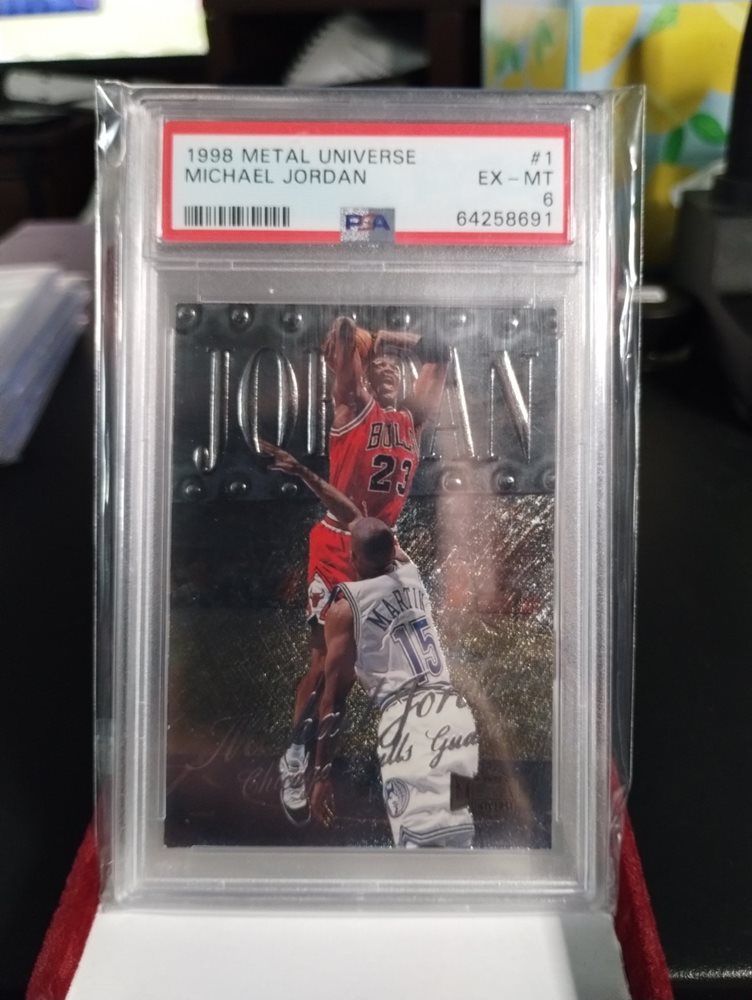 1998 METAL UNIVERSE #1
MICHAEL JORDAN EX – MT
6
PSA 64258691
JORDAN
BULLS
23
MARTIN
15